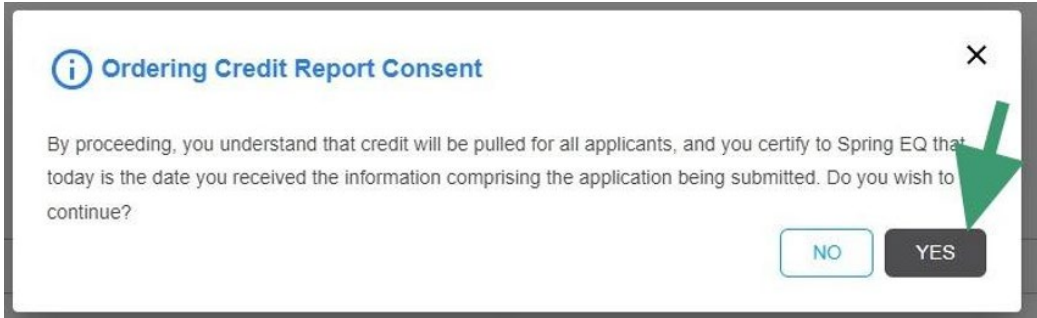 Ordering Credit Report Consent
By proceeding, you understand that credit will be pulled for all applicants, and you certify to Spring EQ that
today is the date you received the information comprising the application being submitted. Do you wish to
continue?
NO YES